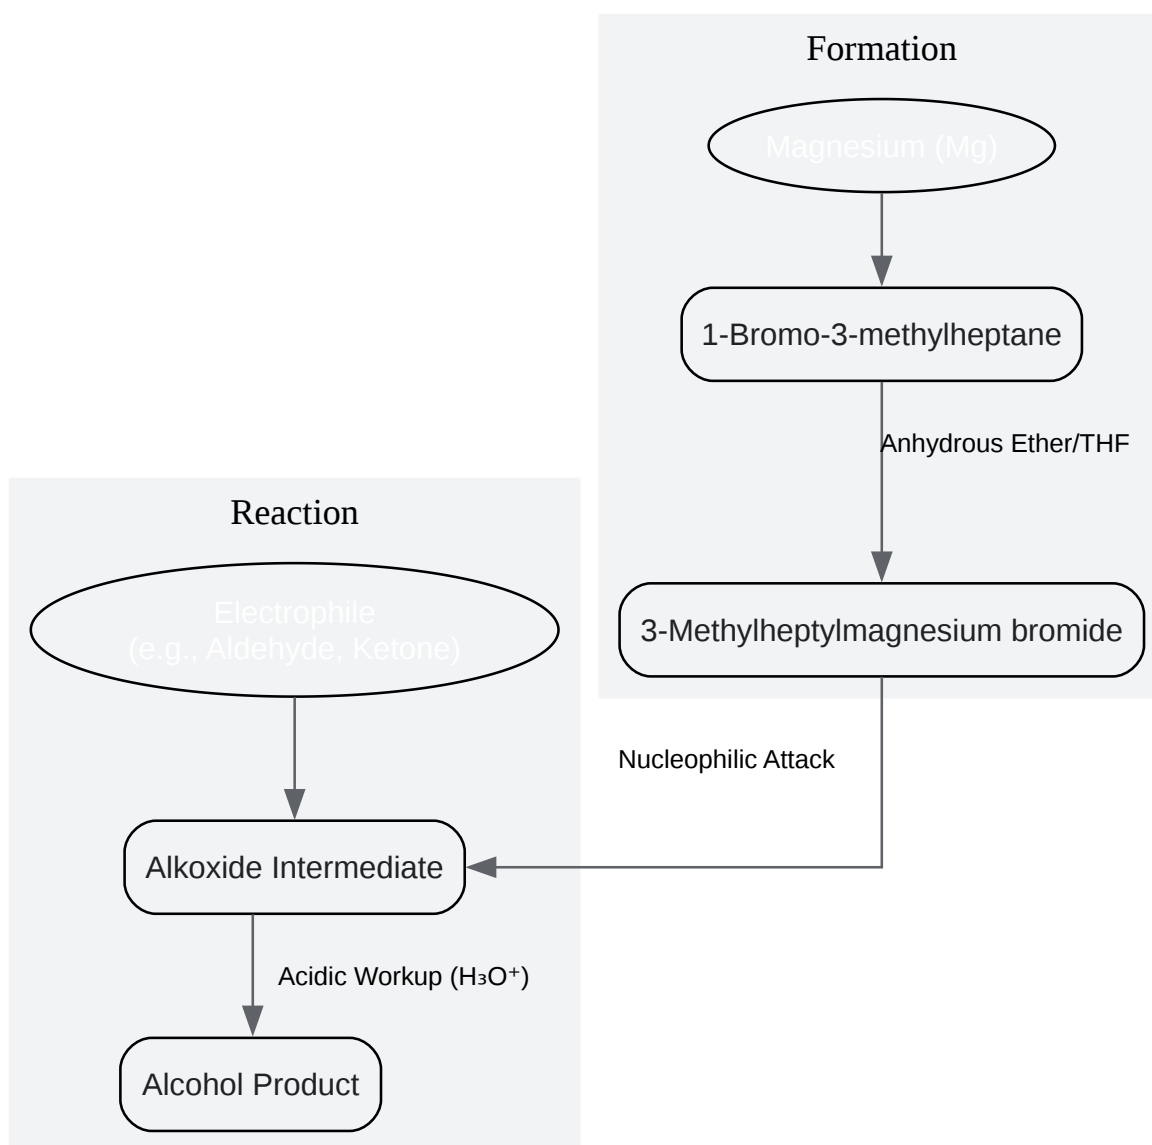 Formation
Magnesium (Mg)
1-Bromo-3-methylheptane
Anhydrous Ether/THF
3-Methylheptylmagnesium bromide
Reaction
Electrophile
(e.g., Aldehyde, Ketone)
Nucleophilic Attack
Alkoxide Intermediate
Acidic Workup (H₃O⁺)
Alcohol Product